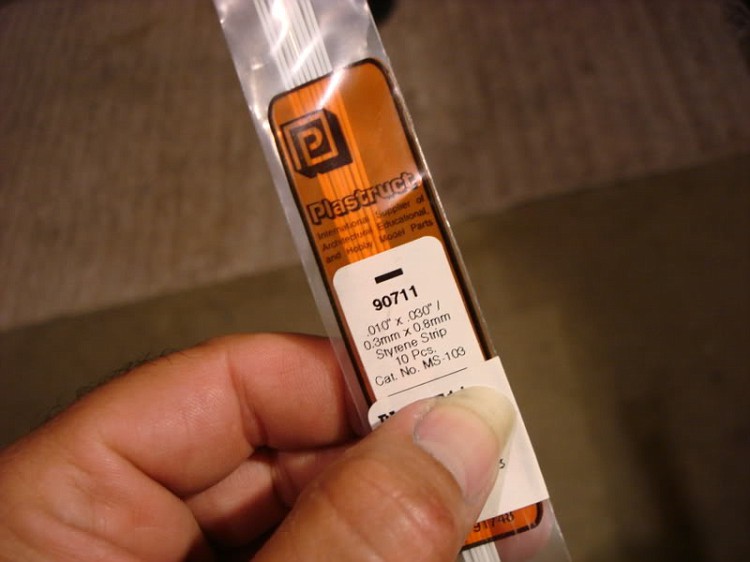 P
Plastruct
International Supplier of
Architectural, Educational,
and Hobby Model Parts
90711
.010" x .030" /
0.3mm x 0.8mm
Styrene Strip
10 Pcs.
Cat. No. MS-103
91748